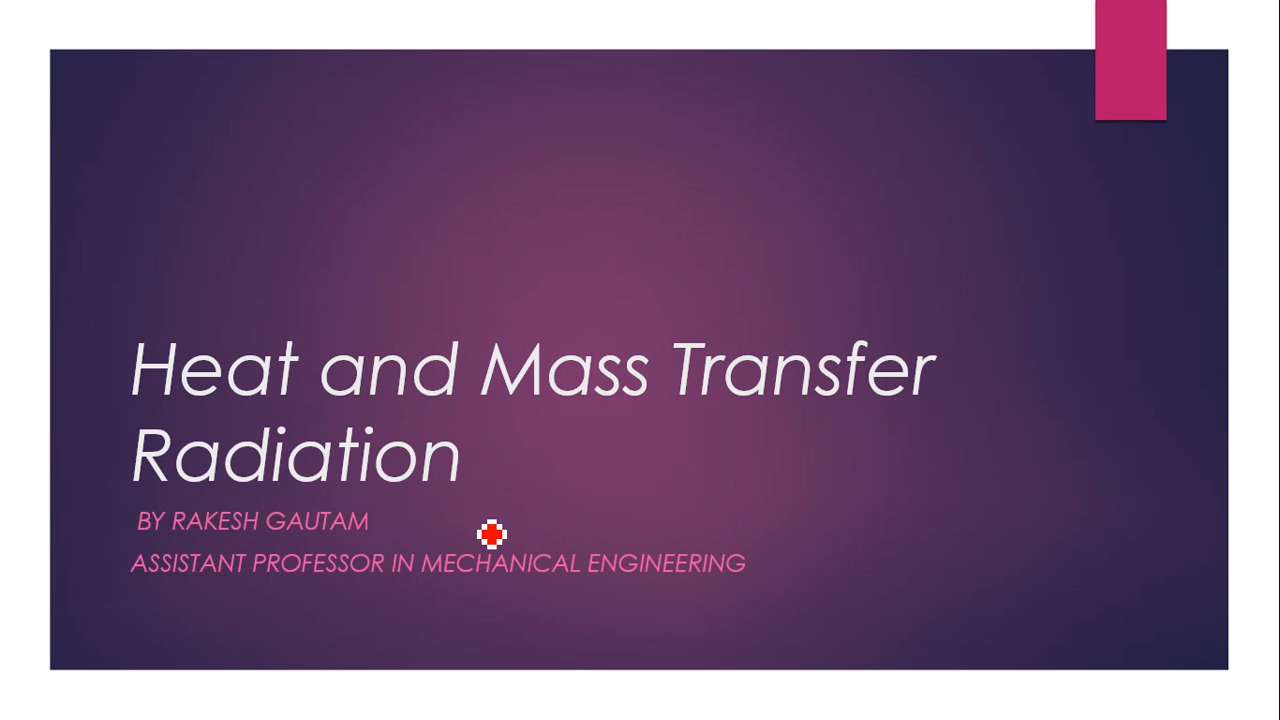 Heat and Mass Transfer
Radiation
BY RAKESH GAUTAM
ASSISTANT PROFESSOR IN MECHANICAL ENGINEERING